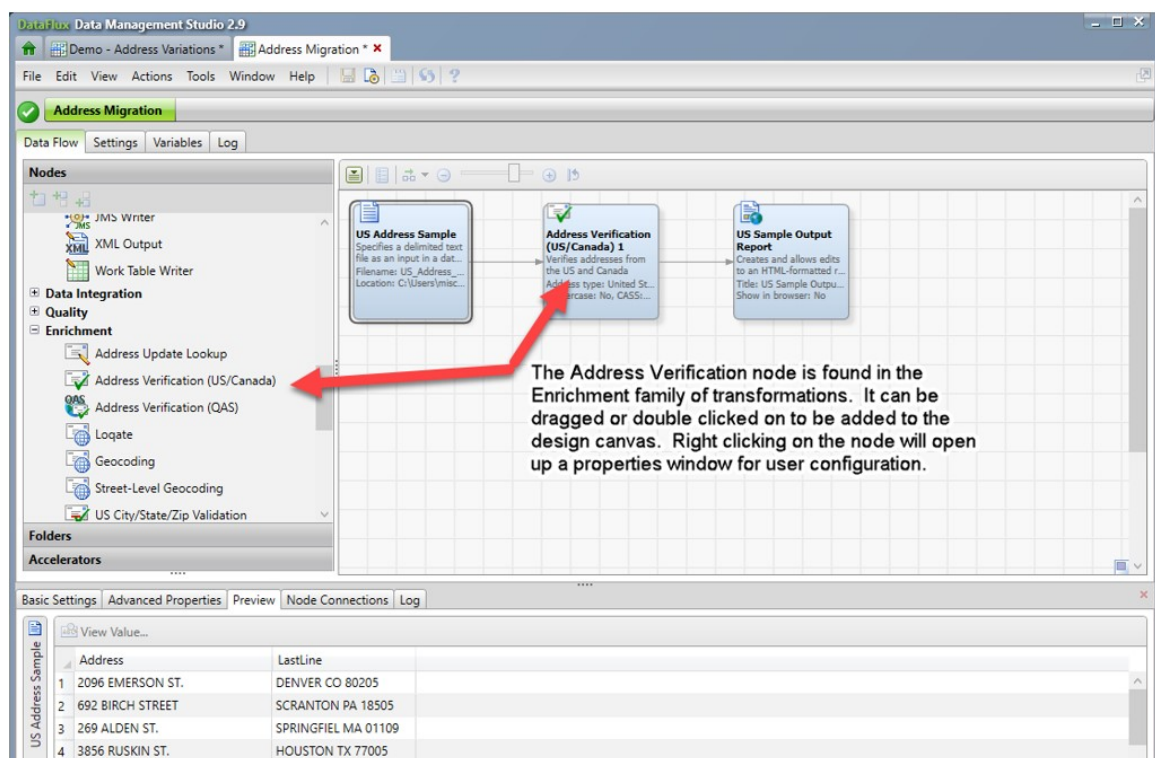 DataFlux Data Management Studio 2.9
Demo - Address Variations *
Address Migration *
File Edit View Actions Tools Window Help
Address Migration
Data Flow Settings Variables Log
Nodes
JMS Writer
XML Output
Work Table Writer
Data Integration
Quality
Enrichment
Address Update Lookup
Address Verification (US/Canada)
QAS
Address Verification (QAS)
Loqate
Geocoding
Street-Level Geocoding
US City/State/Zip Validation
Folders
Accelerators
US Address Sample
Specifies a delimited text
file as an input in a dat...
Filename: US_Address_...
Location: C:\Users\misc...
Address Verification
(US/Canada) 1
Verifies addresses from
the US and Canada
Address type: United St...
ercase: No, CASS:...
US Sample Output
Report
Creates and allows edits
to an HTML-formatted r...
Title: US Sample Outpu...
Show in browser: No
The Address Verification node is found in the
Enrichment family of transformations. It can be
dragged or double clicked on to be added to the
design canvas. Right clicking on the node will open
up a properties window for user configuration.
Basic Settings Advanced Properties Preview Node Connections Log
US Address Sample
View Value...
Address LastLine
1 2096 EMERSON ST. DENVER CO 80205
2 692 BIRCH STREET SCRANTON PA 18505
3 269 ALDEN ST. SPRINGFIEL MA 01109
4 3856 RUSKIN ST. HOUSTON TX 77005